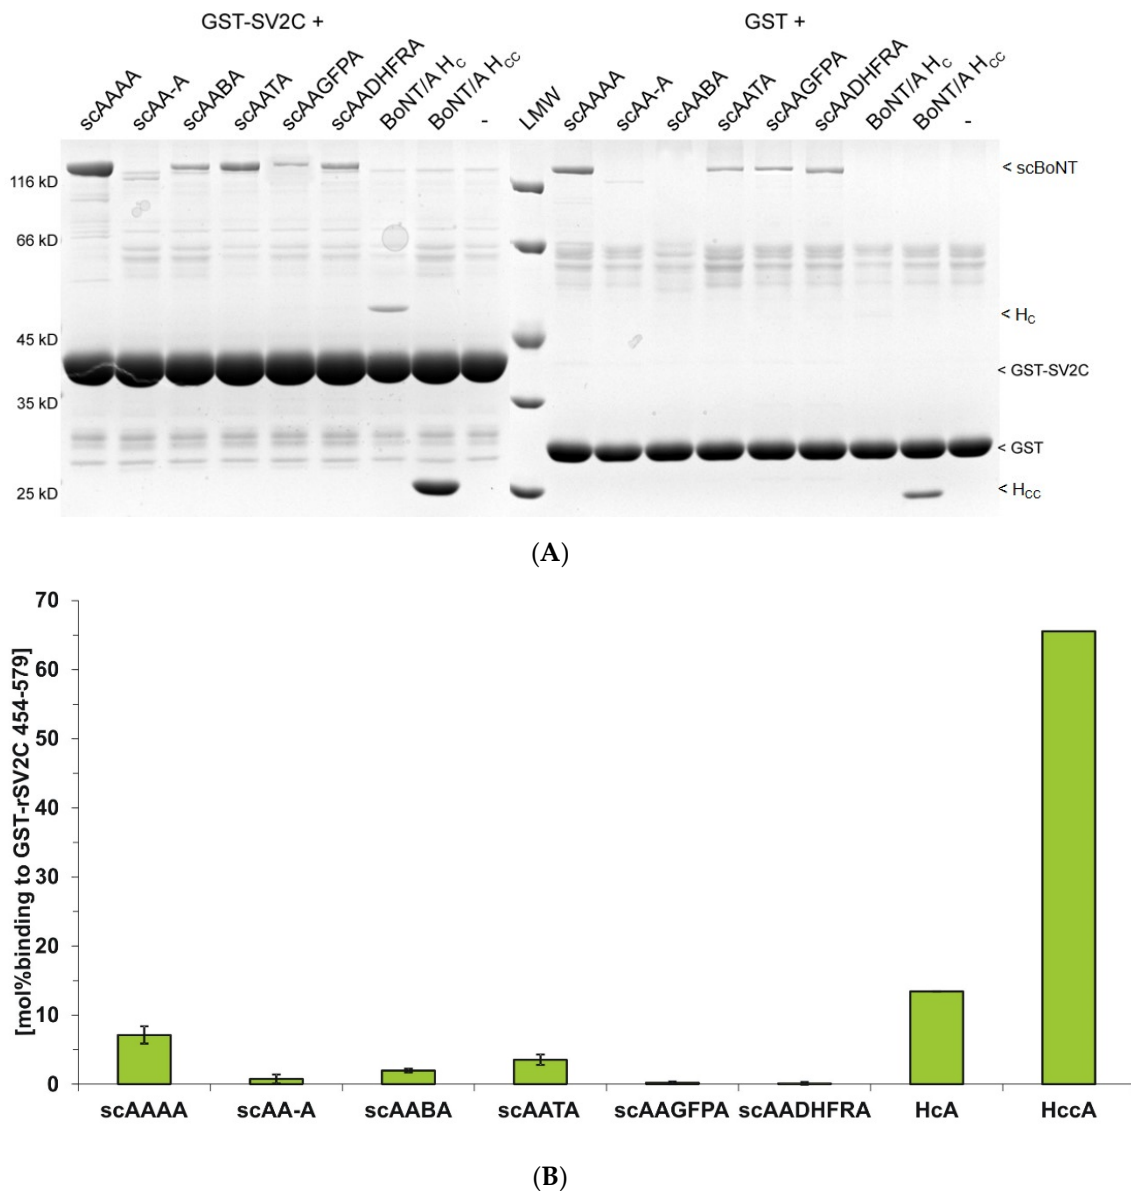 GST-SV2C + GST +
scAAAA scAA-A scAABA scAATA scAAGFPA scAADHFRA BoNT/A HC BoNT/A HCC - LMW scAAAA scAA-A scAABA scAATA scAAGFPA scAADHFRA BoNT/A HC BoNT/A HCC -
< scBoNT
116 kD
66 kD
< HC
45 kD
< GST-SV2C
35 kD
< GST
25 kD < HCC
(A)
[mol%binding to GST-rSV2C 454-579]
70
60
50
40
30
20
10
0
scAAAA scAA-A scAABA scAATA scAAGFPA scAADHFRA HcA HccA
(B)